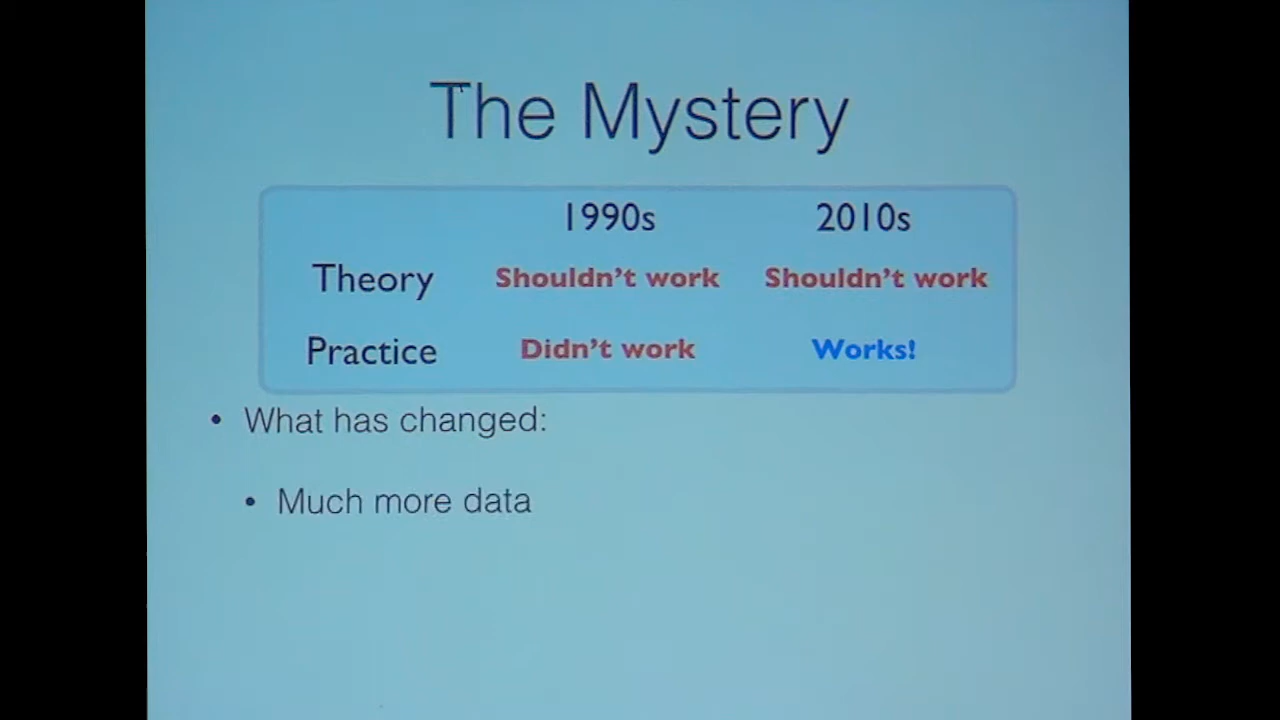 The Mystery
1990s 2010s
Theory Shouldn't work Shouldn't work
Practice Didn't work Works!
• What has changed:
• Much more data